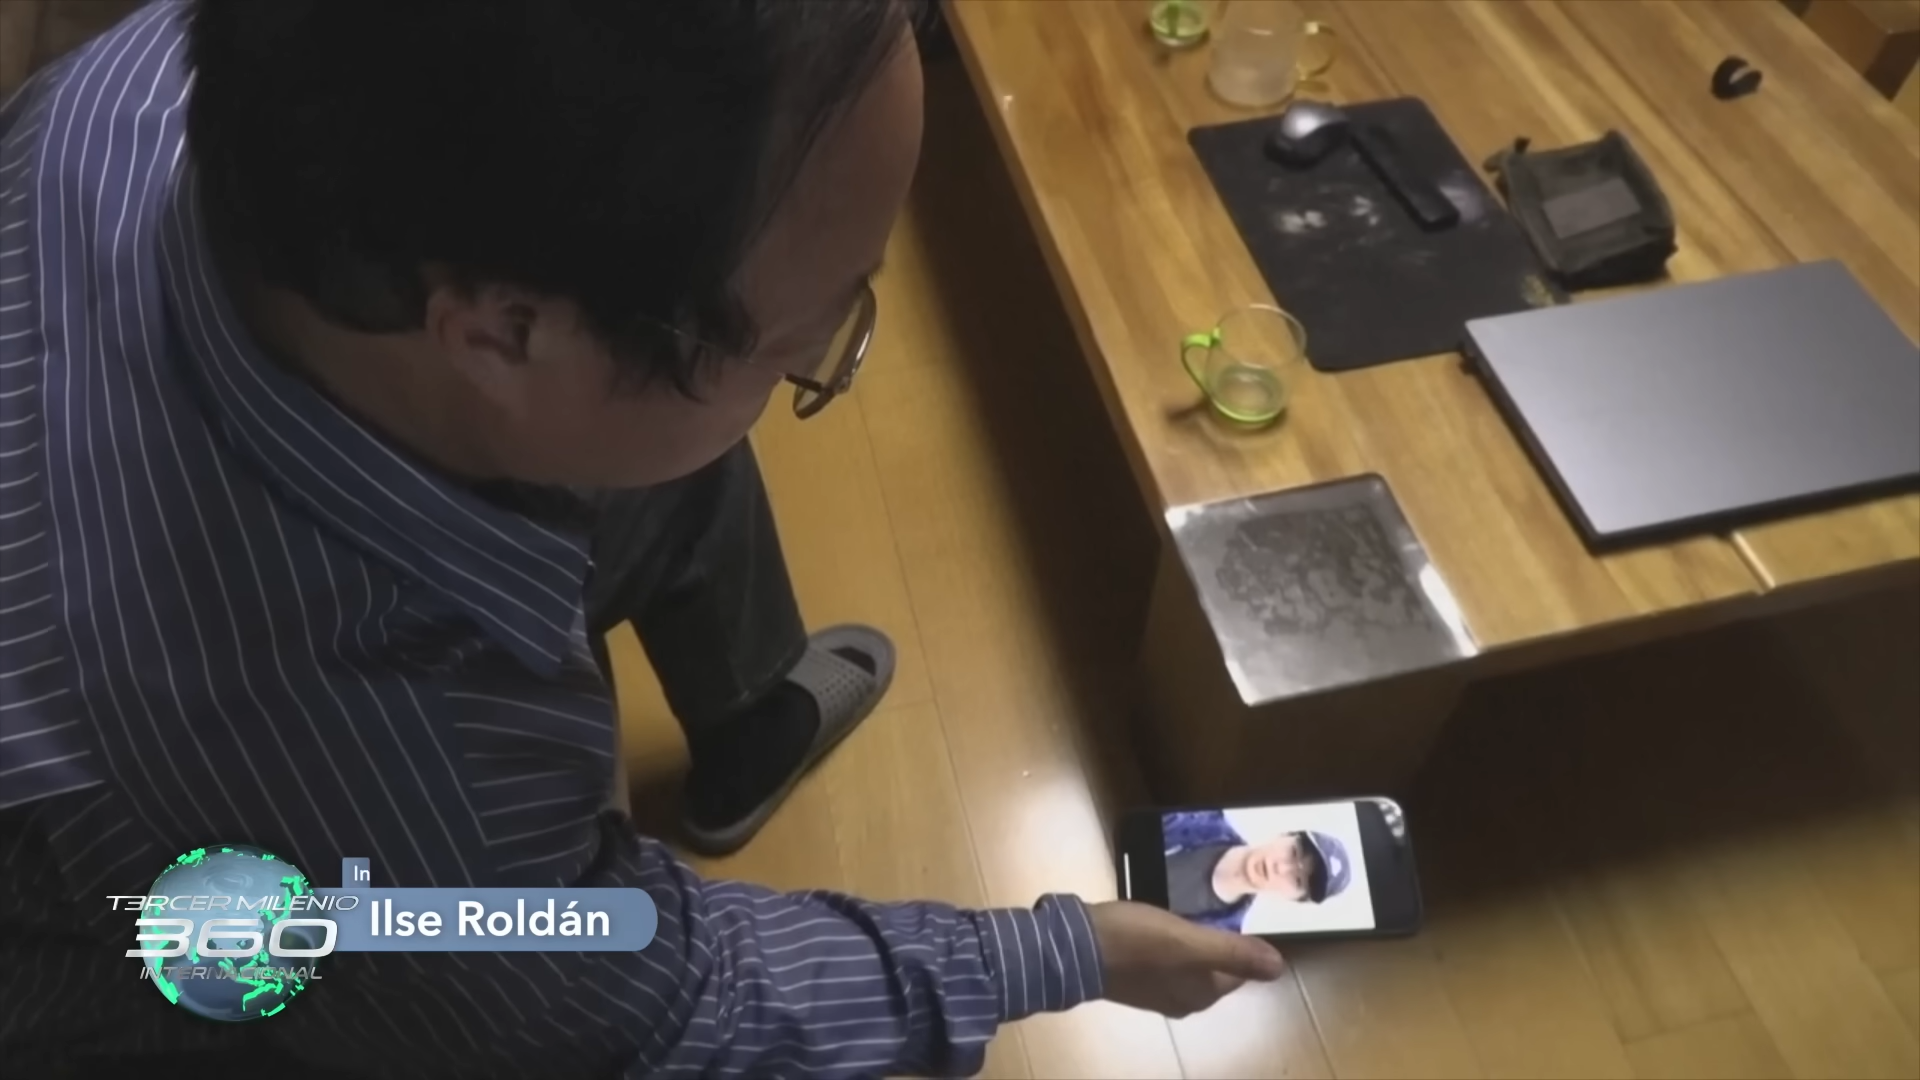 In
Ilse Roldán
T3RCER MILENIO
360
INTERNACIONAL